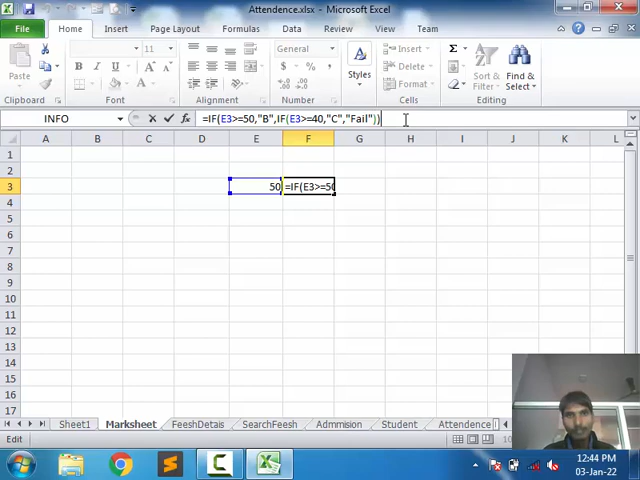 Attendence.xlsx - Microsoft Excel
File Home Insert Page Layout Formulas Data Review View Team
11 General Insert Σ
Paste B I U A Styles Delete Sort & Filter Find & Select
$ % , Format
Clipboard Font Alignment Number Cells Editing
INFO fx =IF(E3>=50,"B",IF(E3>=40,"C","Fail"))
A B C D E F G H I J K L
1
2
3 50 =IF(E3>=50
4
5
6
7
8
9
10
11
12
13
14
15
16
17
Sheet1 Marksheet FeeshDetais SearchFeesh Admmision Student Attendence
Edit 10
12:44 PM
03-Jan-22